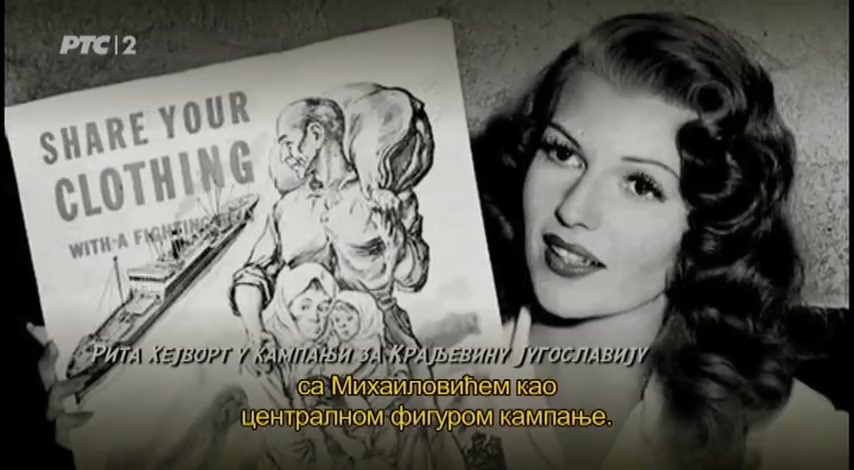 РТС|2
SHARE YOUR
CLOTHING
WITH A FIGHTING
РИТА ХЕЈВОРТ У КАМПАЊИ ЗА КРАЉЕВИНУ ЈУГОСЛАВИЈУ
са Михаиловићем као
централном фигуром кампање.